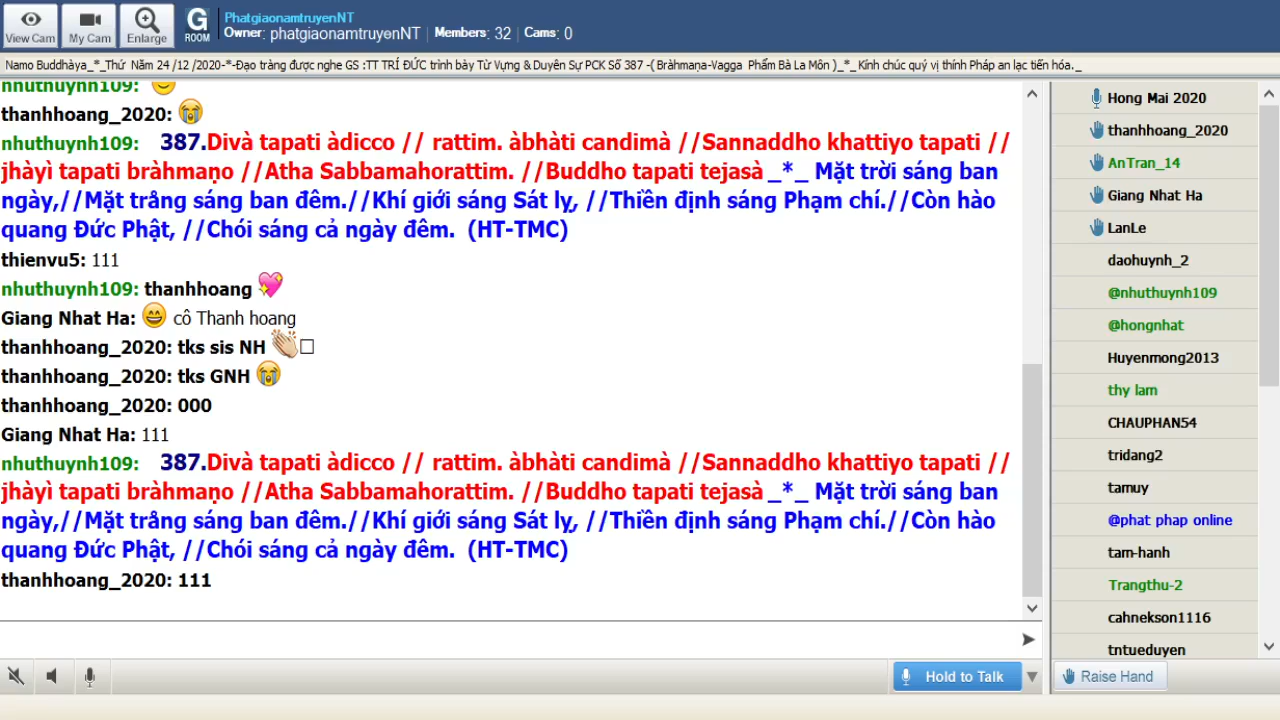 View Cam
My Cam
Enlarge
G
ROOM
PhatgiaonamtruyenNT
Owner: phatgiaonamtruyenNT | Members: 32 | Cams: 0
Namo Buddhàya_*_Thứ Năm 24 /12 /2020-*-Đạo tràng được nghe GS :TT TRÍ ĐỨC trình bày Từ Vựng & Duyên Sự PCK Số 387 -( Bràhmaṇa-Vagga Phẩm Bà La Môn )_*_Kính chúc quý vị thính Pháp an lạc tiến hóa._
nhuthuynh109:
thanhhoang_2020:
nhuthuynh109: 387.Divà tapati àdicco // rattim. àbhàti candimà //Sannaddho khattiyo tapati //
jhàyì tapati bràhmaṇo //Atha Sabbamahorattim. //Buddho tapati tejasà _*_ Mặt trời sáng ban
ngày,//Mặt trăng sáng ban đêm.//Khí giới sáng Sát lỵ, //Thiền định sáng Phạm chí.//Còn hào
quang Đức Phật, //Chói sáng cả ngày đêm. (HT-TMC)
thienvu5: 111
nhuthuynh109: thanhhoang
Giang Nhat Ha: cô Thanh hoang
thanhhoang_2020: tks sis NH
thanhhoang_2020: tks GNH
thanhhoang_2020: 000
Giang Nhat Ha: 111
nhuthuynh109: 387.Divà tapati àdicco // rattim. àbhàti candimà //Sannaddho khattiyo tapati //
jhàyì tapati bràhmaṇo //Atha Sabbamahorattim. //Buddho tapati tejasà _*_ Mặt trời sáng ban
ngày,//Mặt trăng sáng ban đêm.//Khí giới sáng Sát lỵ, //Thiền định sáng Phạm chí.//Còn hào
quang Đức Phật, //Chói sáng cả ngày đêm. (HT-TMC)
thanhhoang_2020: 111
Hold to Talk
Hong Mai 2020
thanhhoang_2020
AnTran_14
Giang Nhat Ha
LanLe
daohuynh_2
@nhuthuynh109
@hongnhat
Huyenmong2013
thy lam
CHAUPHAN54
tridang2
tamuy
@phat phap online
tam-hanh
Trangthu-2
cahnekson1116
tntueduyen
Raise Hand